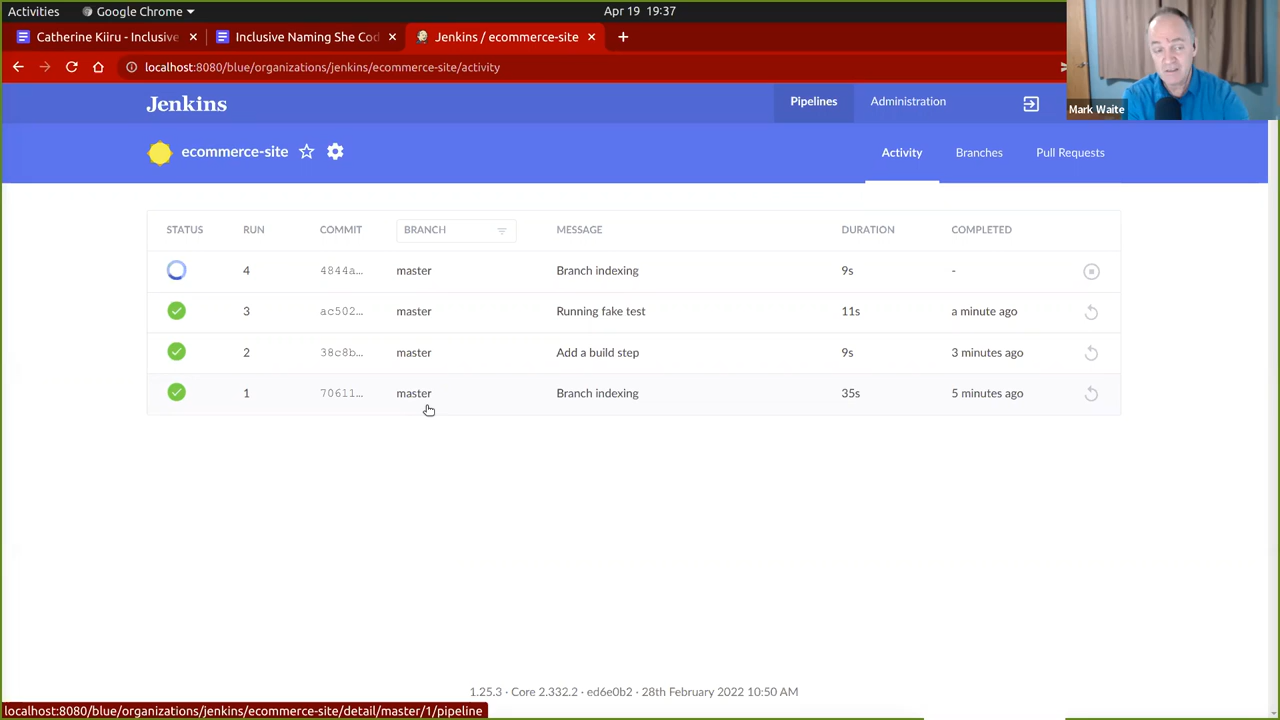 Activities Google Chrome Apr 19 19:37
Catherine Kiiru - Inclusive
Inclusive Naming She Cod
Jenkins / ecommerce-site
localhost:8080/blue/organizations/jenkins/ecommerce-site/activity
Mark Waite
Jenkins Pipelines Administration
ecommerce-site Activity Branches Pull Requests
STATUS RUN COMMIT BRANCH MESSAGE DURATION COMPLETED
4 4844a... master Branch indexing 9s -
3 ac502... master Running fake test 11s a minute ago
2 38c8b... master Add a build step 9s 3 minutes ago
1 70611... master Branch indexing 35s 5 minutes ago
1.25.3 · Core 2.332.2 · ed6e0b2 · 28th February 2022 10:50 AM
localhost:8080/blue/organizations/jenkins/ecommerce-site/detail/master/1/pipeline